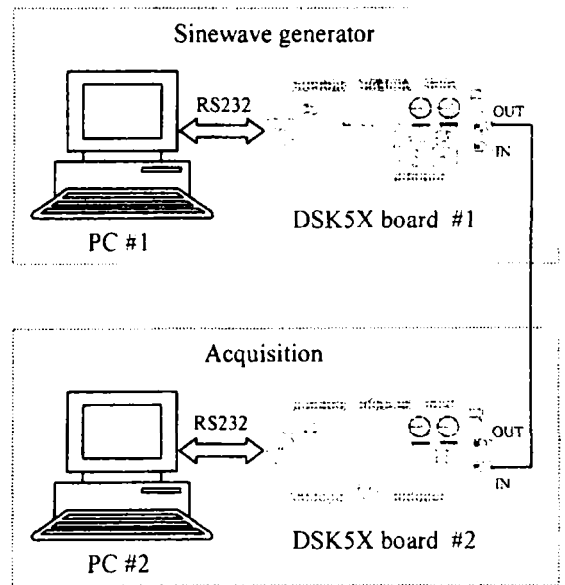 Sinewave generator
RS232
OUT
IN
DSK5X board #1
PC #1
Acquisition
RS232
OUT
IN
DSK5X board #2
PC #2